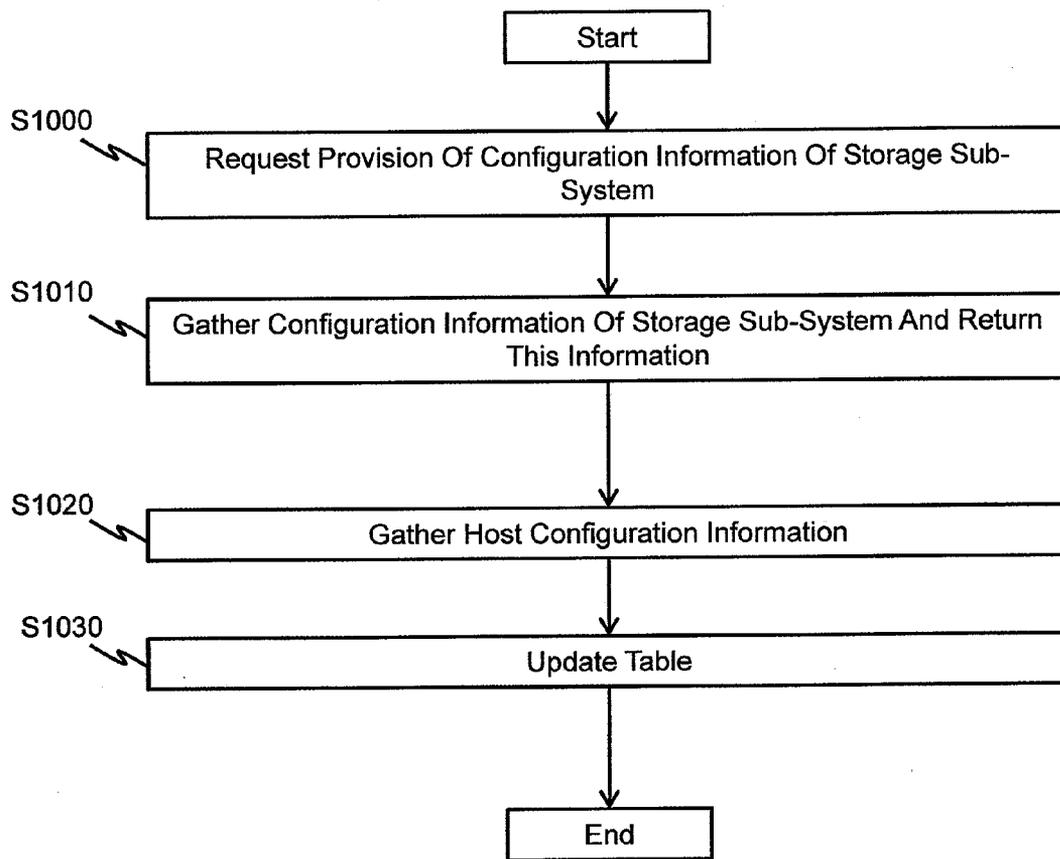 Start
S1000
Request Provision Of Configuration Information Of Storage Sub-
System
S1010
Gather Configuration Information Of Storage Sub-System And Return
This Information
S1020
Gather Host Configuration Information
S1030
Update Table
End